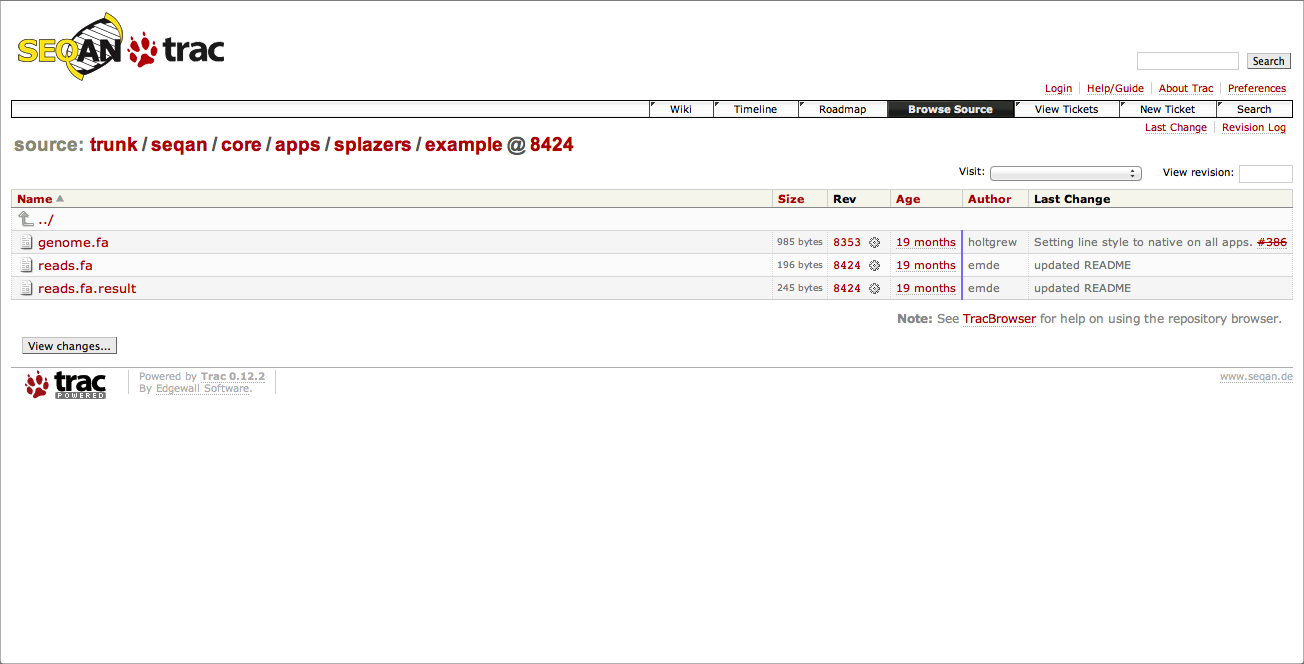 SEQAN trac
Search
Login Help/Guide About Trac Preferences
Wiki Timeline Roadmap Browse Source View Tickets New Ticket Search
Last Change Revision Log
source: trunk / seqan / core / apps / splazers / example @ 8424
Visit: View revision:
Name Size Rev Age Author Last Change
../
genome.fa 985 bytes 8353 19 months holtgrew Setting line style to native on all apps. #386
reads.fa 196 bytes 8424 19 months emde updated README
reads.fa.result 245 bytes 8424 19 months emde updated README
Note: See TracBrowser for help on using the repository browser.
View changes...
trac POWERED
Powered by Trac 0.12.2
By Edgewall Software.
www.seqan.de